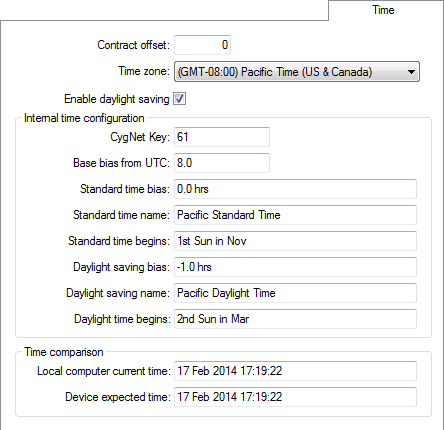 Time
Contract offset: 0
Time zone: (GMT-08:00) Pacific Time (US & Canada)
Enable daylight saving
Internal time configuration
CygNet Key: 61
Base bias from UTC: 8.0
Standard time bias: 0.0 hrs
Standard time name: Pacific Standard Time
Standard time begins: 1st Sun in Nov
Daylight saving bias: -1.0 hrs
Daylight saving name: Pacific Daylight Time
Daylight time begins: 2nd Sun in Mar
Time comparison
Local computer current time: 17 Feb 2014 17:19:22
Device expected time: 17 Feb 2014 17:19:22